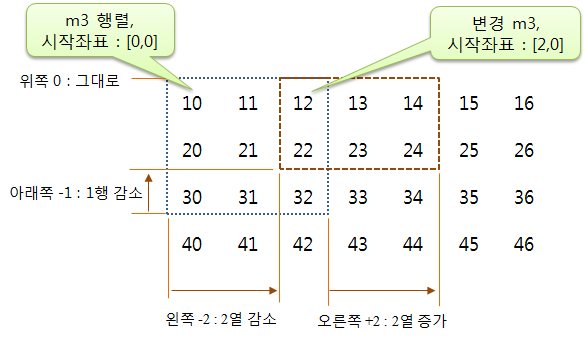 m3 행렬,
시작좌표 : [0,0]
변경 m3,
시작좌표 : [2,0]
위쪽 0 : 그대로
10 11 12 13 14 15 16
20 21 22 23 24 25 26
아래쪽 -1 : 1행 감소
30 31 32 33 34 35 36
40 41 42 43 44 45 46
왼쪽 -2 : 2열 감소
오른쪽 +2 : 2열 증가